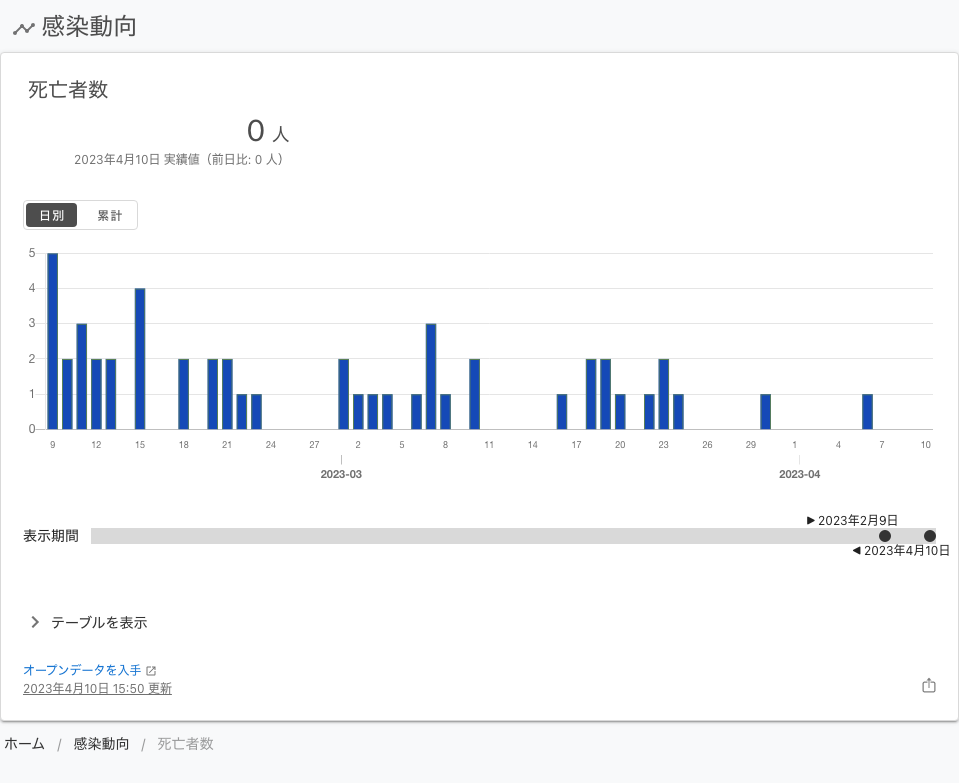 感染動向
死亡者数
0 人
2023年4月10日 実績値（前日比: 0 人）
日別 累計
5
4
3
2
1
0
9 12 15 18 21 24 27 2 5 8 11 14 17 20 23 26 29 1 4 7 10
2023-03 2023-04
▶ 2023年2月9日
表示期間
◀ 2023年4月10日
テーブルを表示
オープンデータを入手
2023年4月10日 15:50 更新
ホーム / 感染動向 / 死亡者数